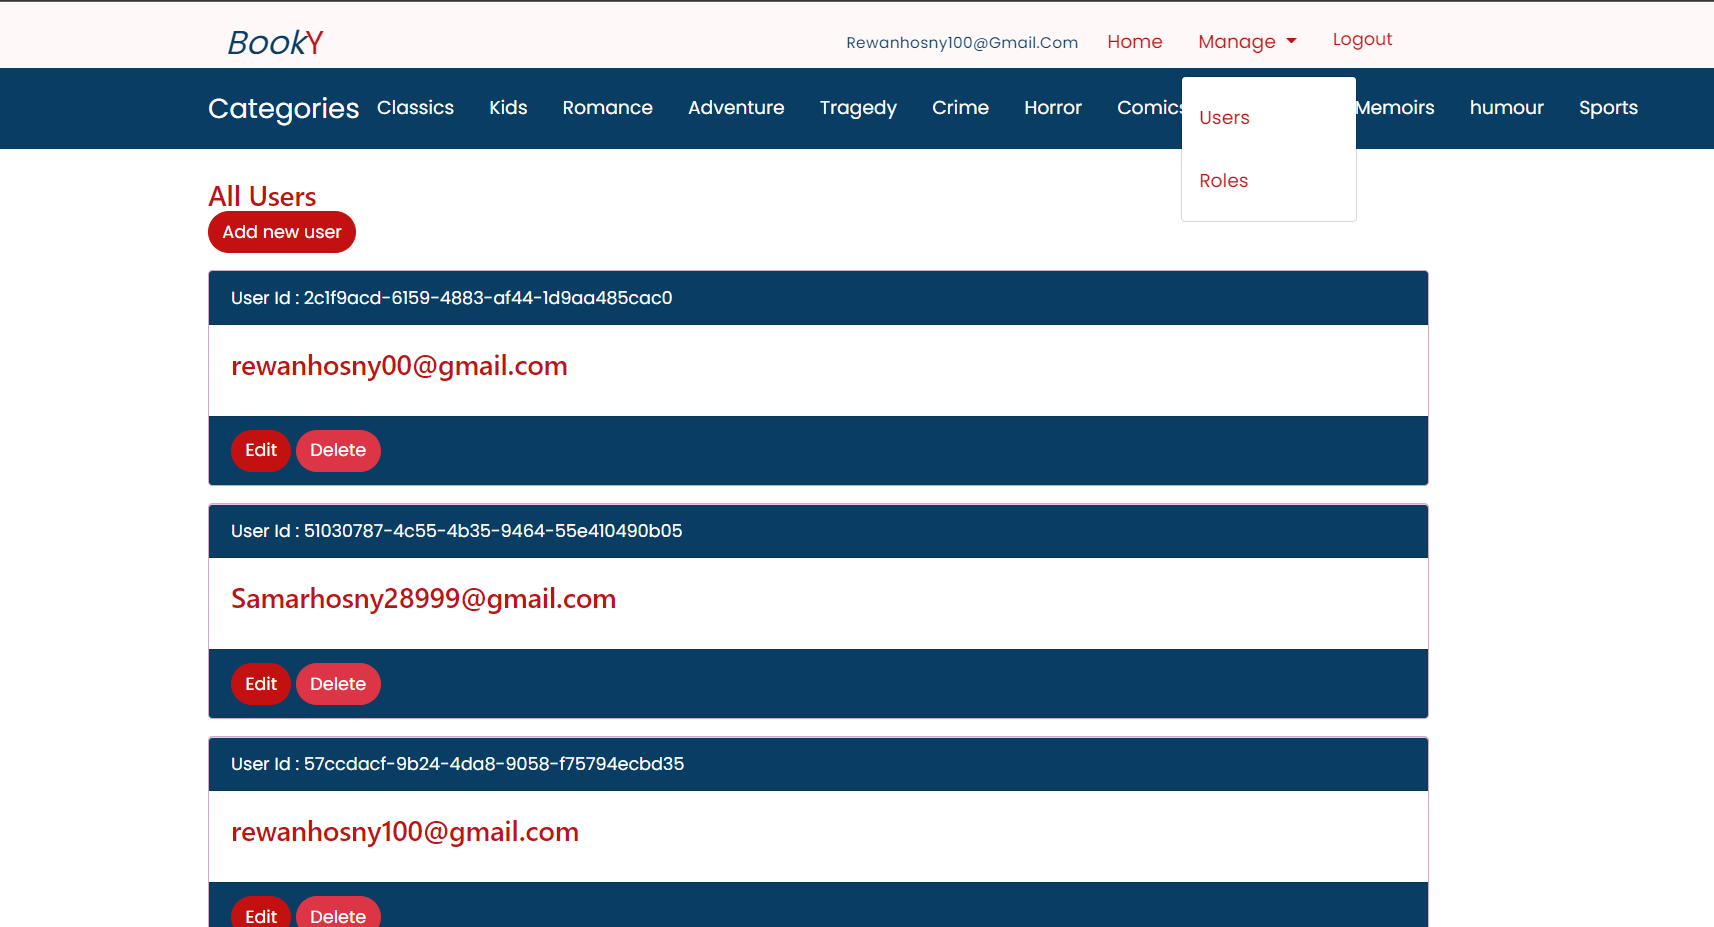 BookY
Rewanhosny100@Gmail.Com Home Manage Logout
Categories Classics Kids Romance Adventure Tragedy Crime Horror Comics Memoirs humour Sports
Users
Roles
All Users
Add new user
User Id : 2c1f9acd-6159-4883-af44-1d9aa485cac0
rewanhosny00@gmail.com
Edit Delete
User Id : 51030787-4c55-4b35-9464-55e410490b05
Samarhosny28999@gmail.com
Edit Delete
User Id : 57ccdacf-9b24-4da8-9058-f75794ecbd35
rewanhosny100@gmail.com
Edit Delete